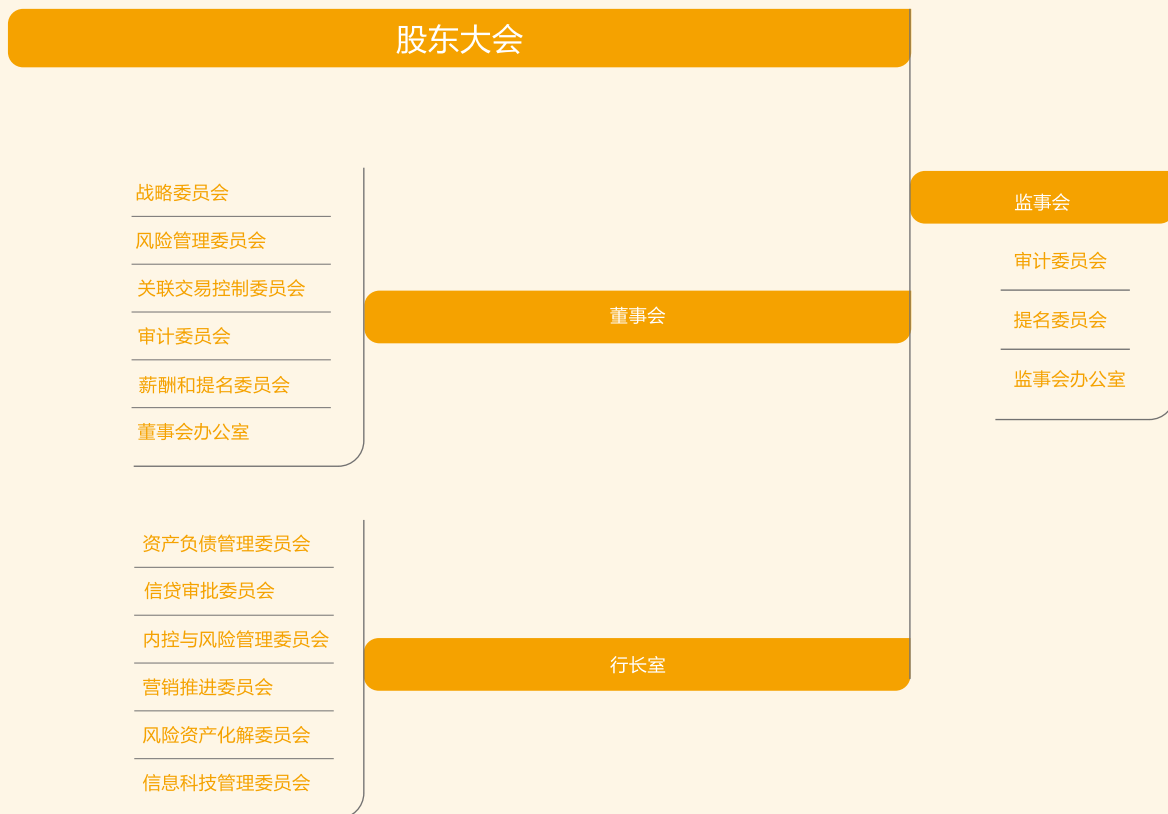 股东大会
战略委员会
风险管理委员会
关联交易控制委员会
审计委员会
薪酬和提名委员会
董事会办公室
董事会
监事会
审计委员会
提名委员会
监事会办公室
资产负债管理委员会
信贷审批委员会
内控与风险管理委员会
营销推进委员会
风险资产化解委员会
信息科技管理委员会
行长室